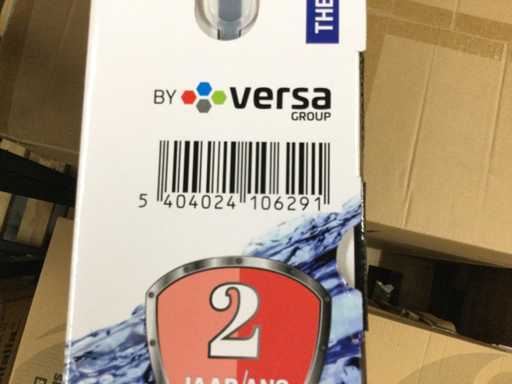 THE
BY versa
GROUP
5 404024 106291
2
JAAR/ANS